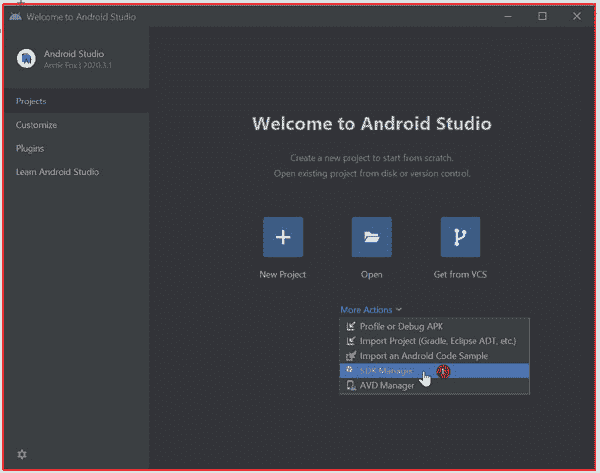 Welcome to Android Studio
Android Studio
Arctic Fox | 2020.3.1
Projects
Customize
Plugins
Learn Android Studio
Welcome to Android Studio
Create a new project to start from scratch.
Open existing project from disk or version control.
New Project
Open
Get from VCS
More Actions
Profile or Debug APK
Import Project (Gradle, Eclipse ADT, etc.)
Import an Android Code Sample
SDK Manager
AVD Manager